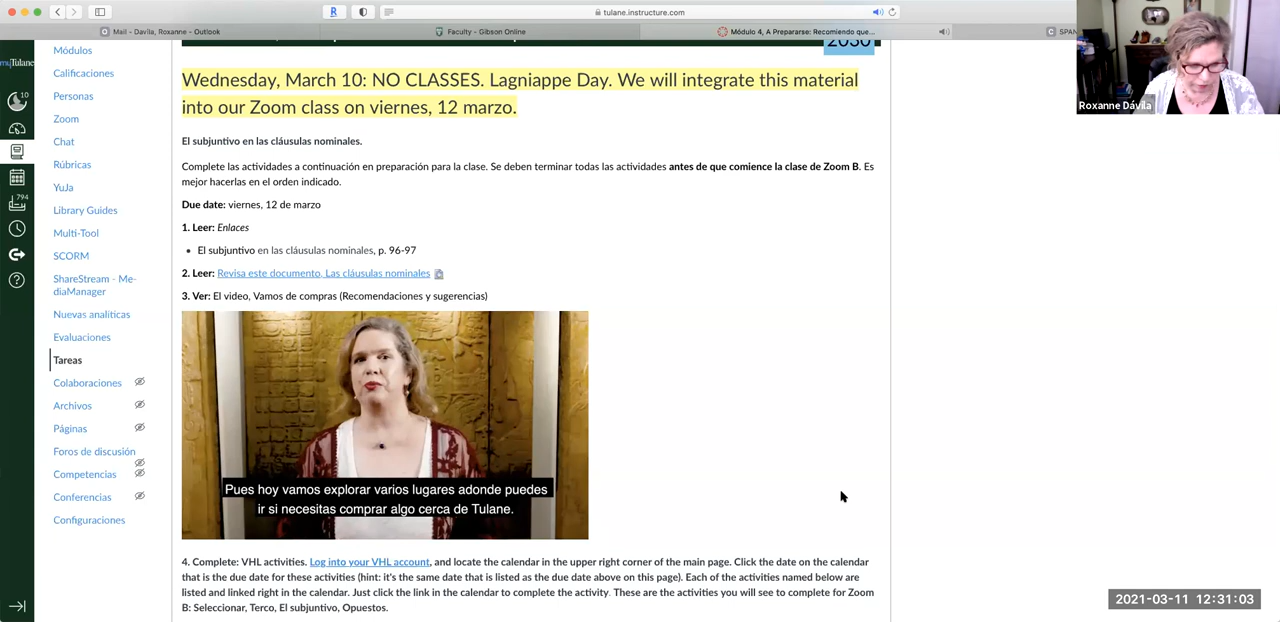 tulane.instructure.com
Mail - Davila, Roxanne - Outlook
Faculty - Gibson Online
Módulo 4, A Prepararse: Recomiendo que...
SPAN
myTulane
10
794
Módulos
Calificaciones
Personas
Zoom
Chat
Rúbricas
YuJa
Library Guides
Multi-Tool
SCORM
ShareStream - Me-
diaManager
Nuevas analíticas
Evaluaciones
Tareas
Colaboraciones
Archivos
Páginas
Foros de discusión
Competencias
Conferencias
Configuraciones
2030
Wednesday, March 10: NO CLASSES. Lagniappe Day. We will integrate this material
into our Zoom class on viernes, 12 marzo.
El subjuntivo en las cláusulas nominales.
Complete las actividades a continuación en preparación para la clase. Se deben terminar todas las actividades antes de que comience la clase de Zoom B. Es
mejor hacerlas en el orden indicado.
Due date: viernes, 12 de marzo
1. Leer: Enlaces
• El subjuntivo en las cláusulas nominales, p. 96-97
2. Leer: Revisa este documento, Las cláusulas nominales
3. Ver: El video, Vamos de compras (Recomendaciones y sugerencias)
Pues hoy vamos explorar varios lugares adonde puedes
ir si necesitas comprar algo cerca de Tulane.
4. Complete: VHL activities. Log into your VHL account, and locate the calendar in the upper right corner of the main page. Click the date on the calendar
that is the due date for these activities (hint: it's the same date that is listed as the due date above on this page). Each of the activities named below are
listed and linked right in the calendar. Just click the link in the calendar to complete the activity. These are the activities you will see to complete for Zoom
B: Seleccionar, Terco, El subjuntivo, Opuestos.
Roxanne Dávila
2021-03-11 12:31:03